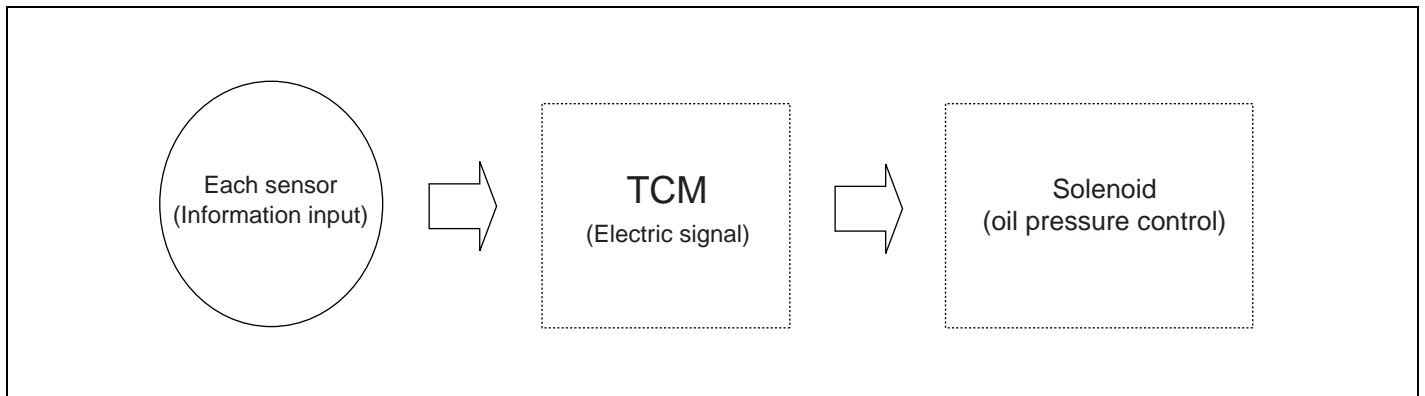 Each sensor
(Information input)
TCM
(Electric signal)
Solenoid
(oil pressure control)